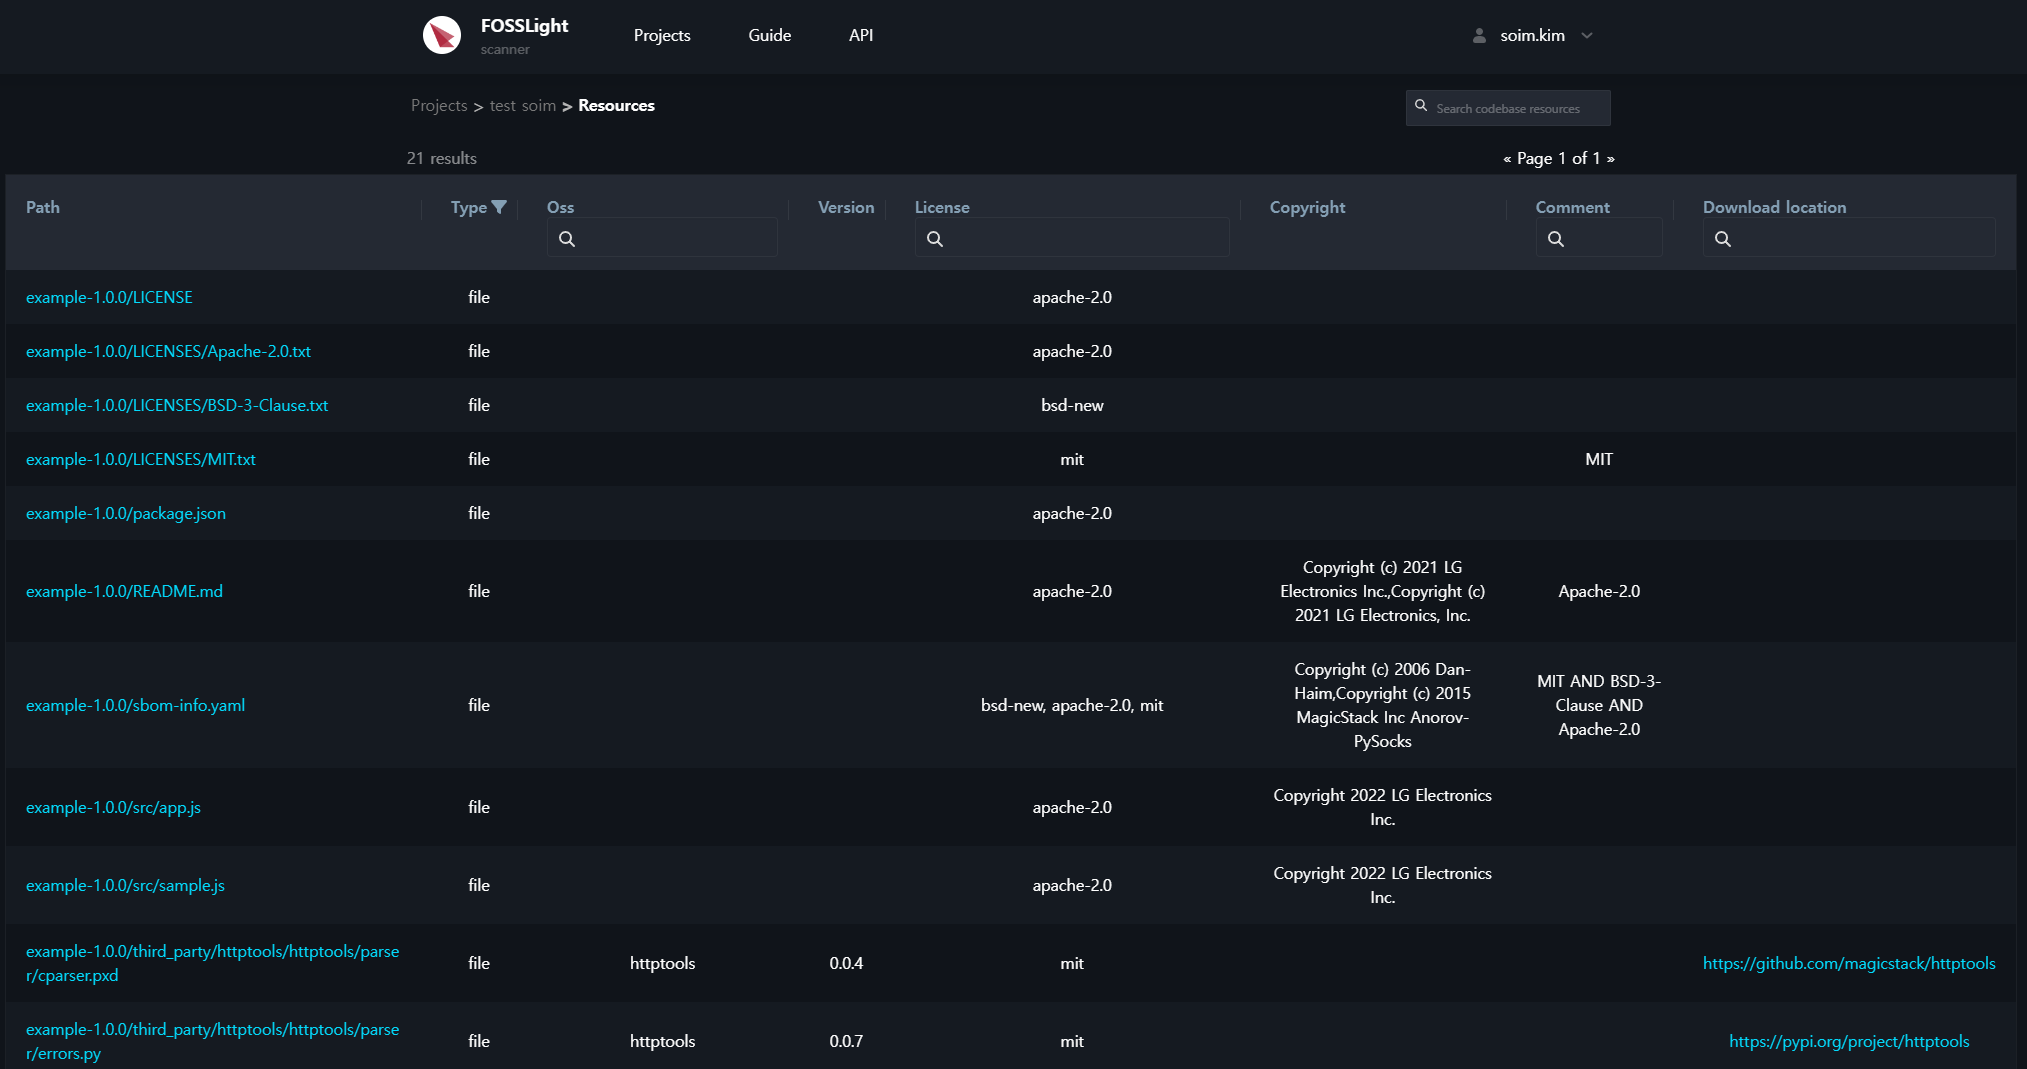 FOSSLight
scanner
Projects
Guide
API
soim.kim
Projects > test soim > Resources
Search codebase resources
21 results
« Page 1 of 1 »
Path Type Oss Version License Copyright Comment Download location
example-1.0.0/LICENSE file apache-2.0
example-1.0.0/LICENSES/Apache-2.0.txt file apache-2.0
example-1.0.0/LICENSES/BSD-3-Clause.txt file bsd-new
example-1.0.0/LICENSES/MIT.txt file mit MIT
example-1.0.0/package.json file apache-2.0
example-1.0.0/README.md file apache-2.0
Copyright (c) 2021 LG
Electronics Inc.,Copyright (c)
2021 LG Electronics, Inc.
Apache-2.0
example-1.0.0/sbom-info.yaml file bsd-new, apache-2.0, mit
Copyright (c) 2006 Dan-
Haim,Copyright (c) 2015
MagicStack Inc Anorov-
PySocks
MIT AND BSD-3-
Clause AND
Apache-2.0
example-1.0.0/src/app.js file apache-2.0
Copyright 2022 LG Electronics
Inc.
example-1.0.0/src/sample.js file apache-2.0
Copyright 2022 LG Electronics
Inc.
example-1.0.0/third_party/httptools/httptools/parse
r/cparser.pxd
file httptools 0.0.4 mit https://github.com/magicstack/httptools
example-1.0.0/third_party/httptools/httptools/parse
r/errors.py
file httptools 0.0.7 mit https://pypi.org/project/httptools